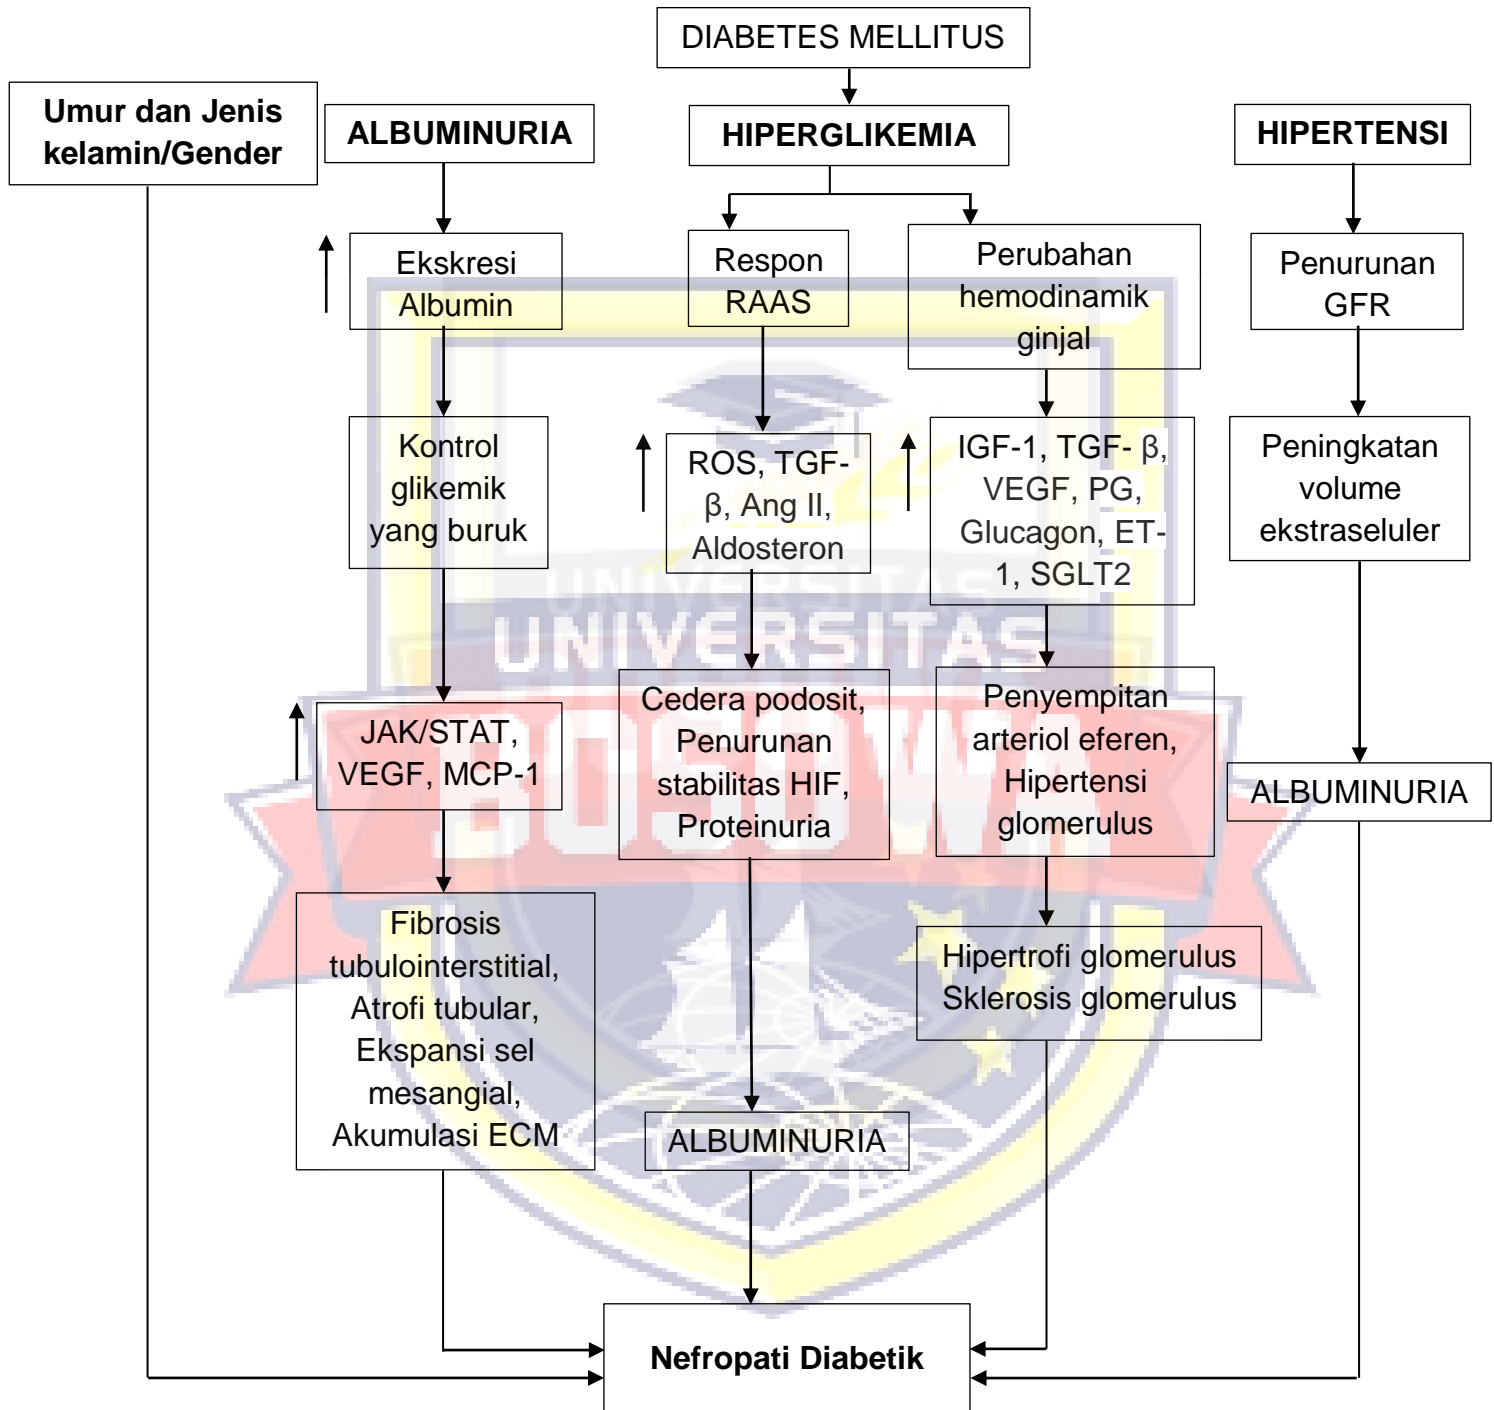 DIABETES MELLITUS
Umur dan Jenis
kelamin/Gender
ALBUMINURIA
HIPERGLIKEMIA
HIPERTENSI
Ekskresi
Albumin
Respon
RAAS
Perubahan
hemodinamik
ginjal
Penurunan
GFR
Kontrol
glikemik
yang buruk
ROS, TGF-
β, Ang II,
Aldosteron
IGF-1, TGF- β,
VEGF, PG,
Glucagon, ET-
1, SGLT2
Peningkatan
volume
ekstraseluler
UNIVERSITAS
UNIVERSITAS
BOSOWA
JAK/STAT,
VEGF, MCP-1
Cedera podosit,
Penurunan
stabilitas HIF,
Proteinuria
Penyempitan
arteriol eferen,
Hipertensi
glomerulus
ALBUMINURIA
Fibrosis
tubulointerstitial,
Atrofi tubular,
Ekspansi sel
mesangial,
Akumulasi ECM
Hipertrofi glomerulus
Sklerosis glomerulus
ALBUMINURIA
Nefropati Diabetik